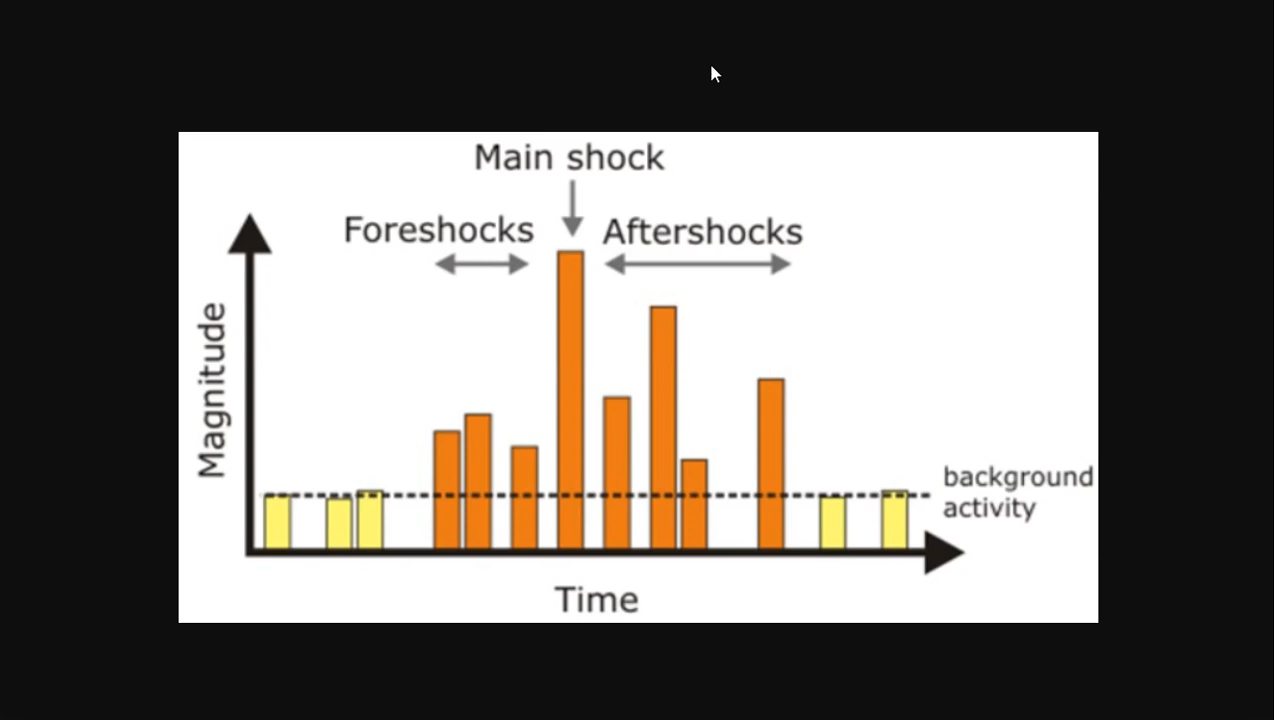 Main shock
Foreshocks
Aftershocks
Magnitude
background
activity
Time